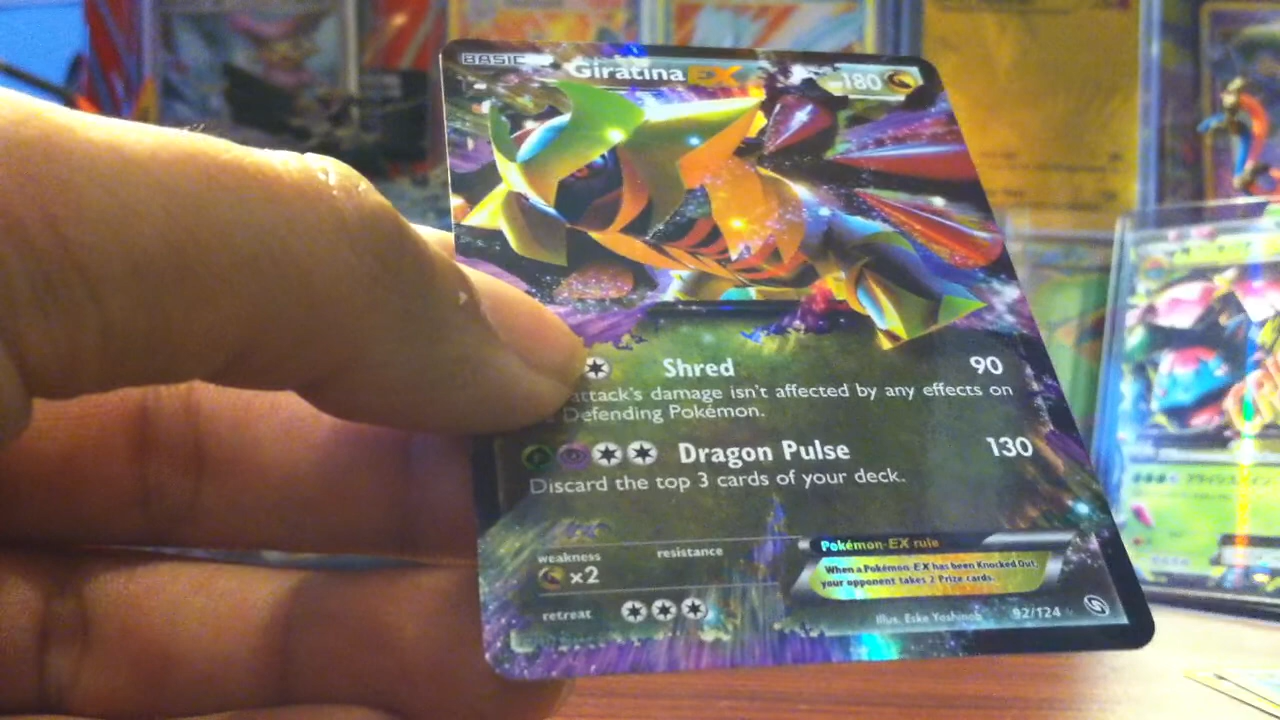 BASIC Giratina EX 180
Shred 90
attack's damage isn't affected by any effects on
Defending Pokémon.
Dragon Pulse 130
Discard the top 3 cards of your deck.
weakness resistance
×2
retreat
Pokémon-EX rule
When a Pokémon-EX has been Knocked Out,
your opponent takes 2 Prize cards.
Illus. Eske Yoshinob 92/124